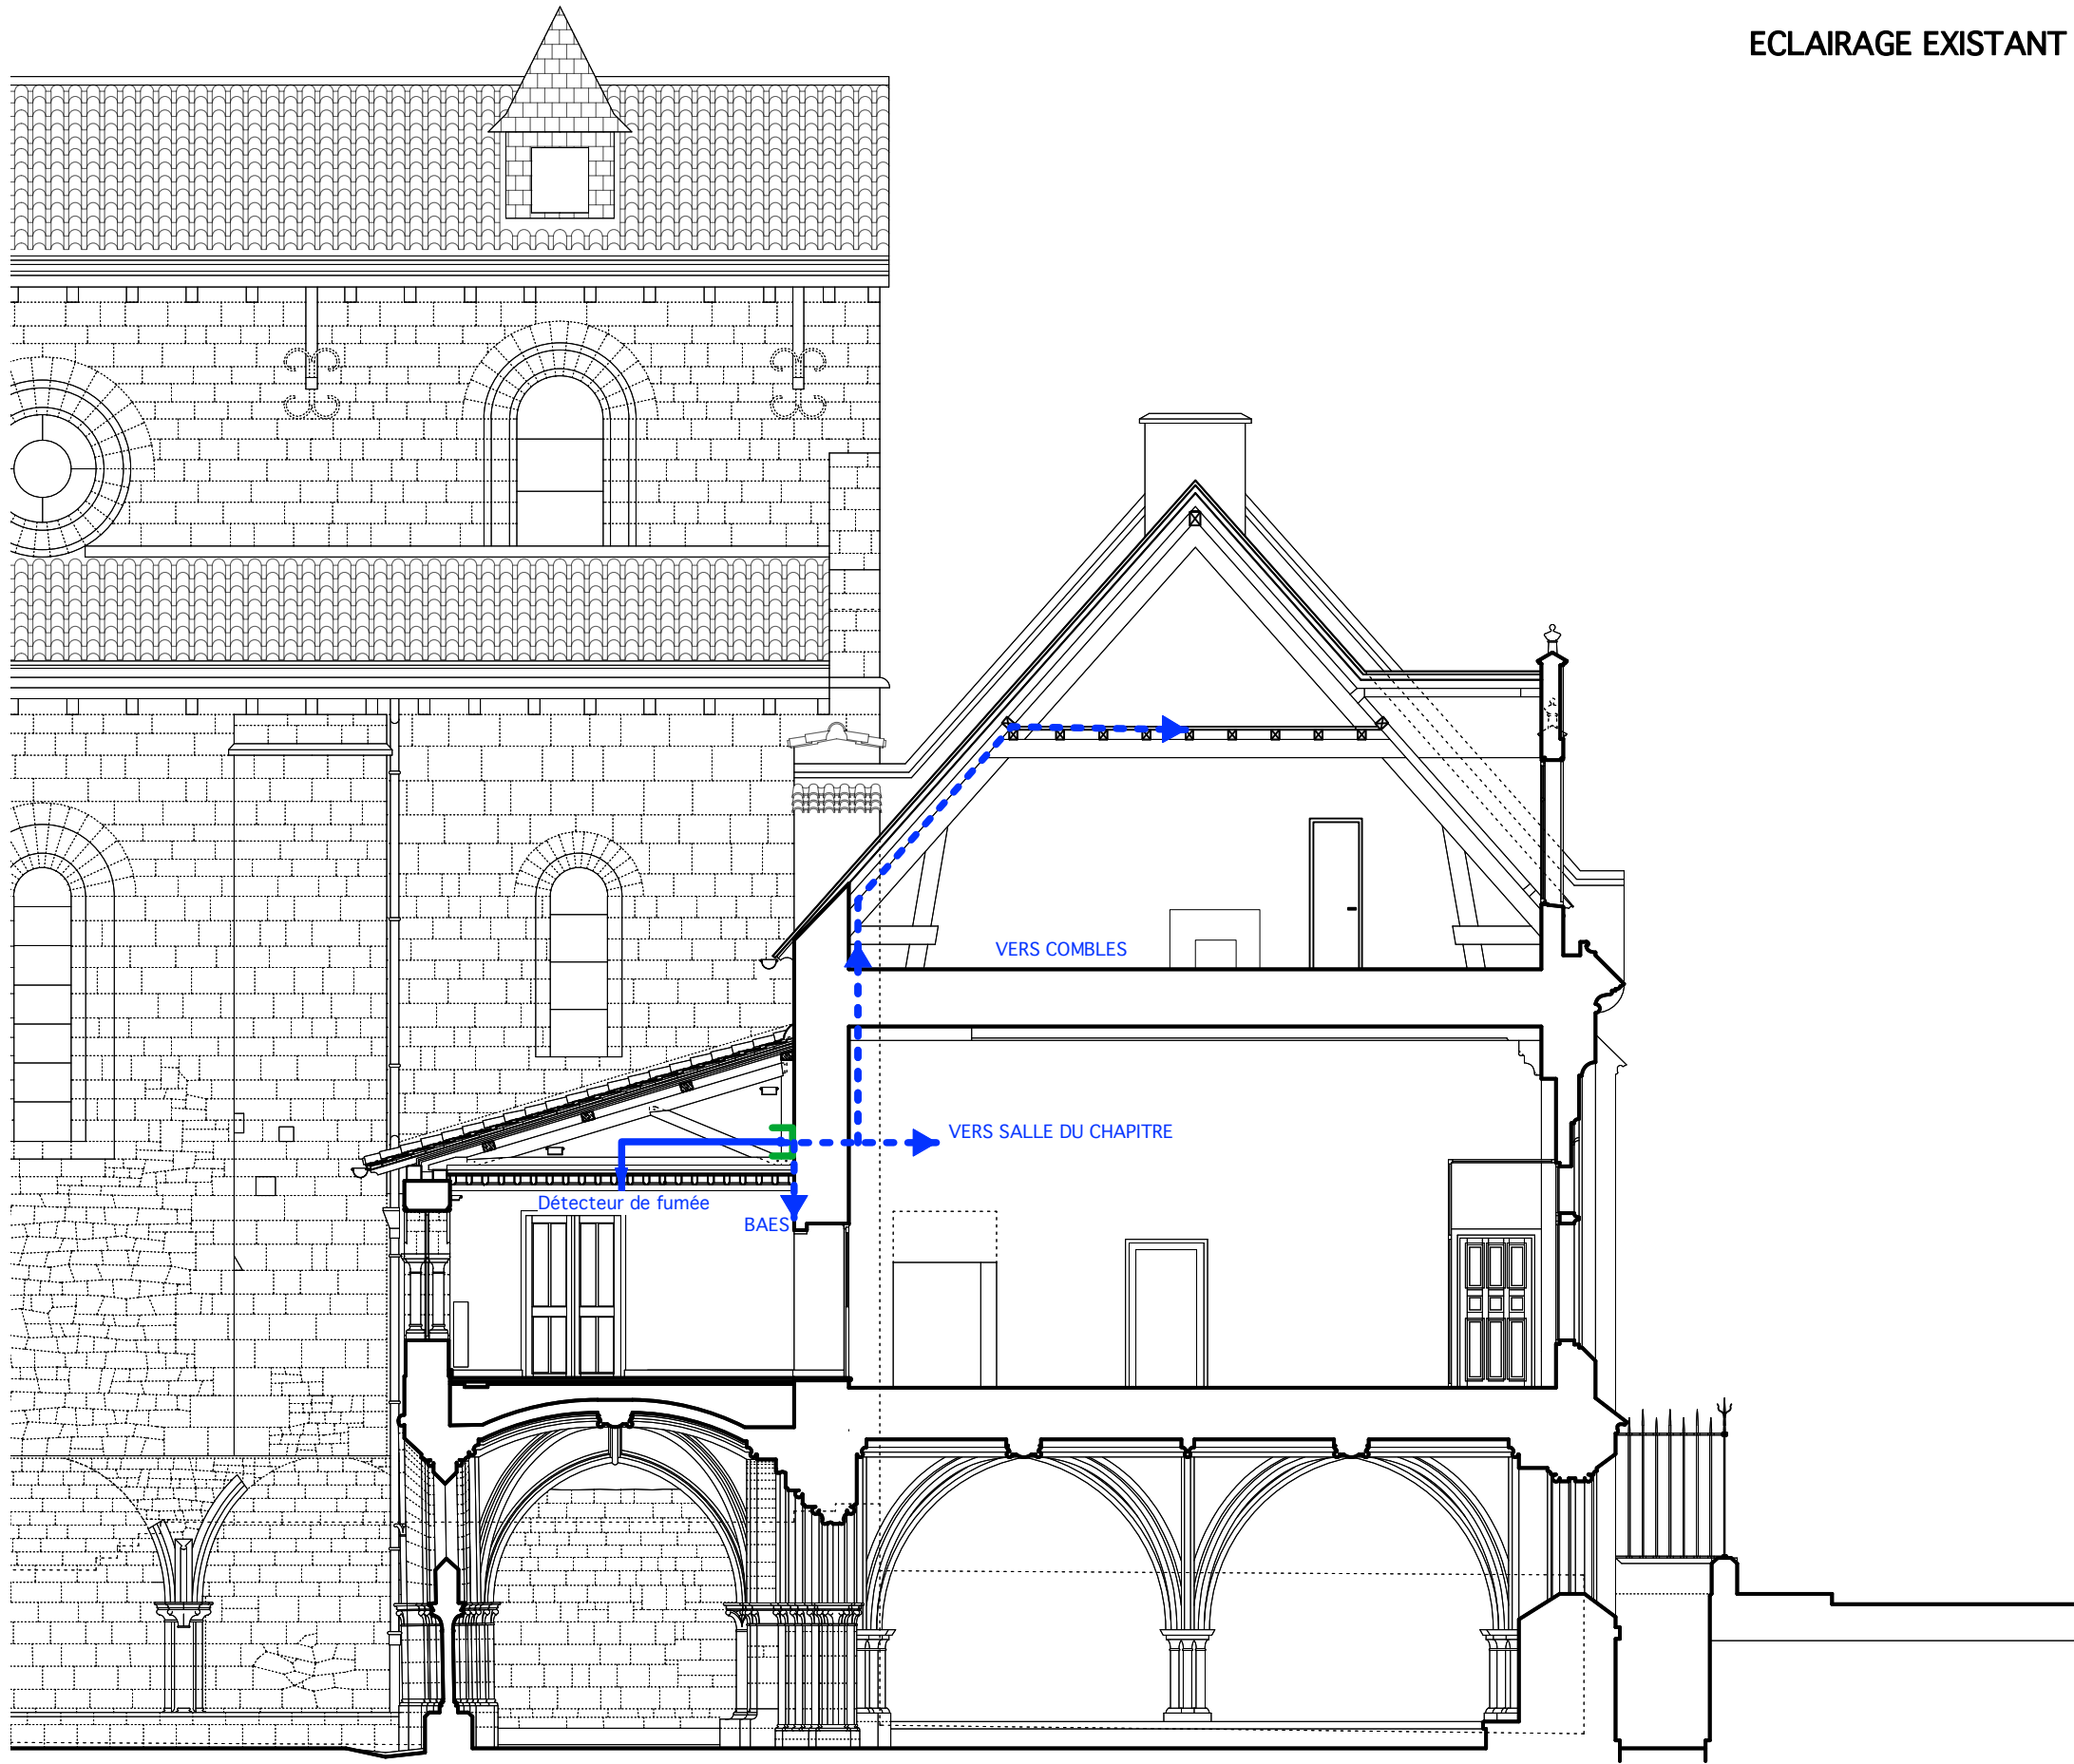 ECLAIRAGE EXISTANT
VERS COMBLES
VERS SALLE DU CHAPITRE
Détecteur de fumée
BAES